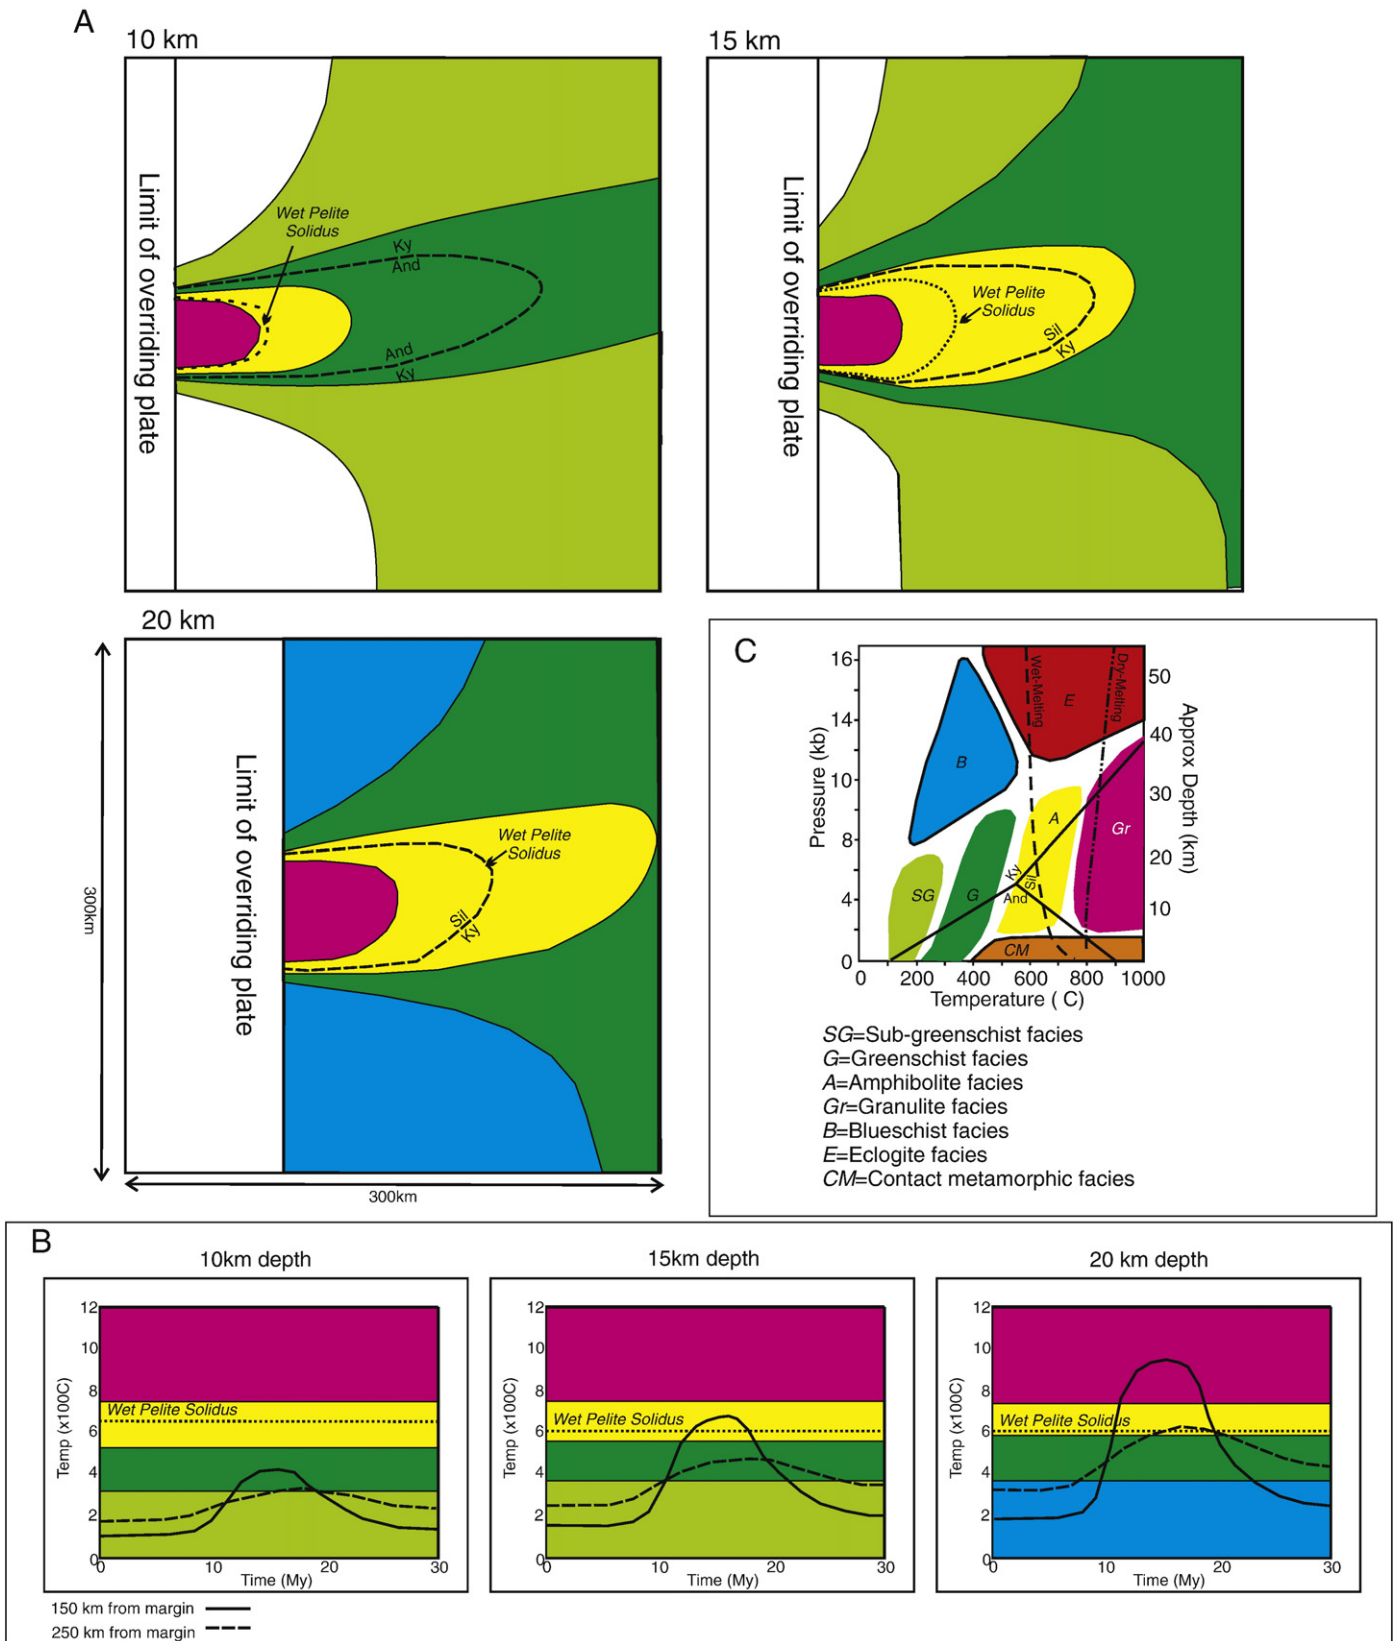 A
10 km
Limit of overriding plate
Wet Pelite
Solidus
Ky
And
And
Ky
15 km
Limit of overriding plate
Wet Pelite
Solidus
Sil
Ky
20 km
Limit of overriding plate
Wet Pelite
Solidus
Sil
Ky
300km
300km
C
Pressure (kb)
16
14
10
8
4
0
50
40
30
20
10
Approx Depth (km)
Wet-Melting
Dry-Melting
E
B
A
Gr
SG
G
Ky
Sil
And
CM
0 200 400 600 800 1000
Temperature ( C)
SG=Sub-greenschist facies
G=Greenschist facies
A=Amphibolite facies
Gr=Granulite facies
B=Blueschist facies
E=Eclogite facies
CM=Contact metamorphic facies
B
10km depth
Temp (x100C)
12
10
8
6
4
2
0
Wet Pelite Solidus
0 10 20 30
Time (My)
15km depth
Temp (x100C)
12
10
8
6
4
2
0
Wet Pelite Solidus
0 10 20 30
Time (My)
20 km depth
Temp (x100C)
12
10
8
6
4
2
0
Wet Pelite Solidus
0 10 20 30
Time (My)
150 km from margin
250 km from margin